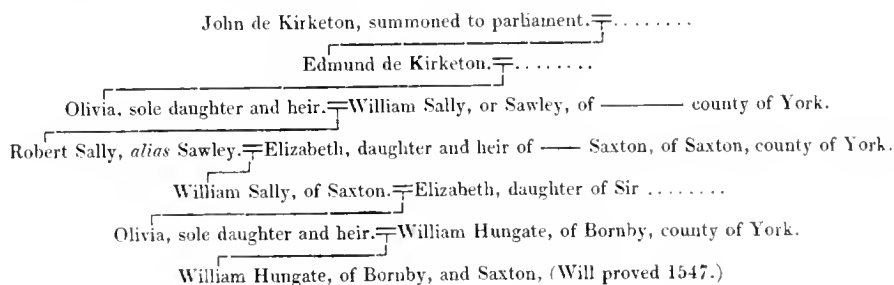 John de Kirketon, summoned to parliament.=........
Edmund de Kirketon.=........
Olivia, sole daughter and heir.=William Sally, or Sawley, of ——— county of York.
Robert Sally, alias Sawley.=Elizabeth, daughter and heir of —— Saxton, of Saxton, county of York.
William Sally, of Saxton.=Elizabeth, daughter of Sir ........
Olivia, sole daughter and heir.=William Hungate, of Bornby, county of York.
William Hungate, of Bornby, and Saxton, (Will proved 1547.)